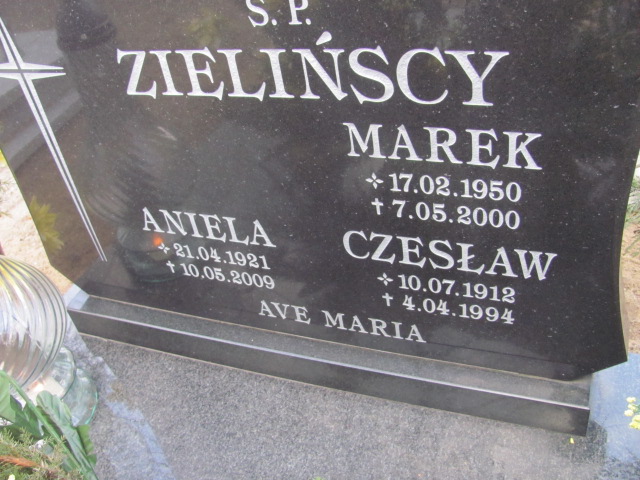 Ś.P.
ZIELIŃSCY
MAREK
✧ 17.02.1950
† 7.05.2000
ANIELA
✧ 21.04.1921
† 10.05.2009
CZESŁAW
✧ 10.07.1912
† 4.04.1994
AVE MARIA